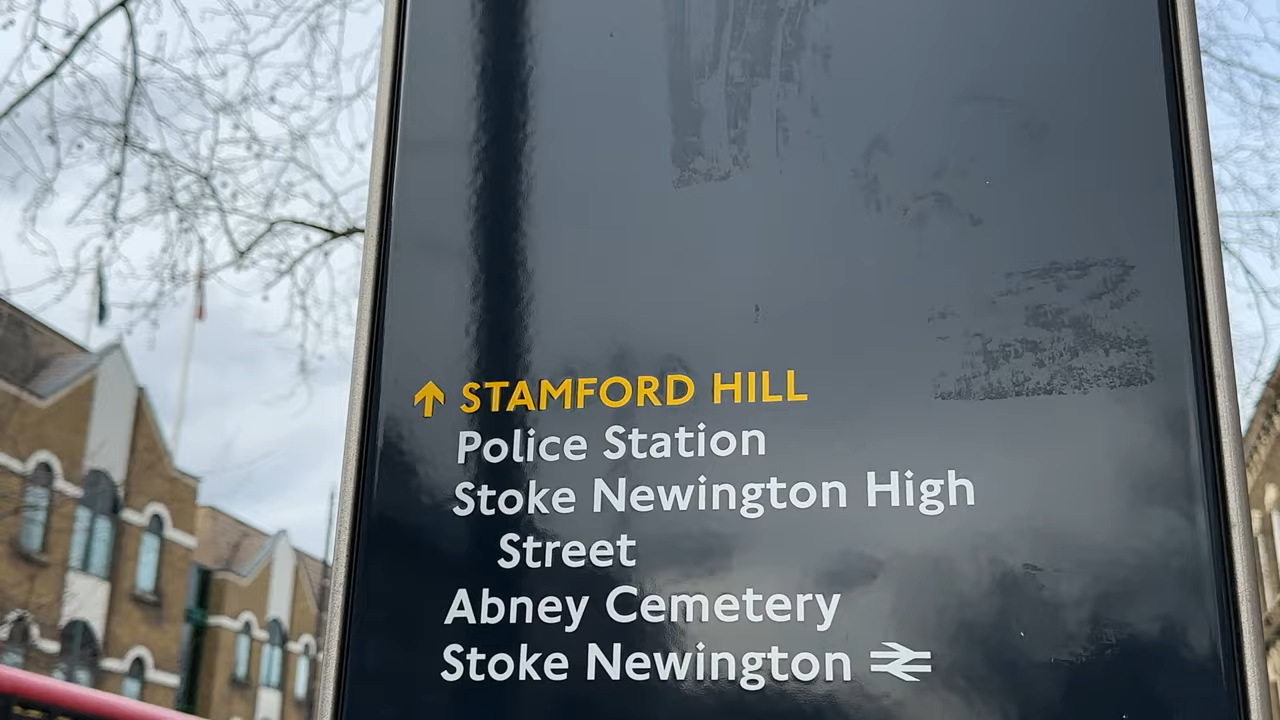 ↑ STAMFORD HILL
Police Station
Stoke Newington High
Street
Abney Cemetery
Stoke Newington